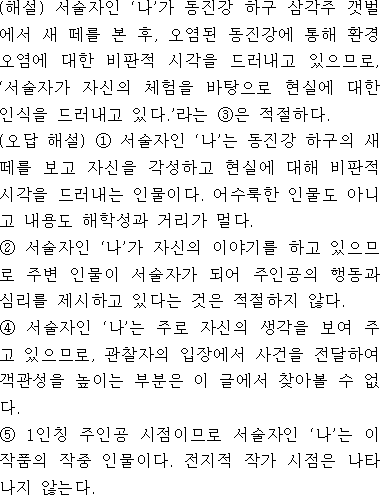 (해설) 서술자인 ‘나’가 동진강 하구 삼각주 갯벌
에서 새 떼를 본 후, 오염된 동진강에 통해 환경
오염에 대한 비판적 시각을 드러내고 있으므로,
‘서술자가 자신의 체험을 바탕으로 현실에 대한
인식을 드러내고 있다.’라는 ③은 적절하다.
(오답 해설) ① 서술자인 ‘나’는 동진강 하구의 새
떼를 보고 자신을 각성하고 현실에 대해 비판적
시각을 드러내는 인물이다. 어수룩한 인물도 아니
고 내용도 해학성과 거리가 멀다.
② 서술자인 ‘나’가 자신의 이야기를 하고 있으므
로 주변 인물이 서술자가 되어 주인공의 행동과
심리를 제시하고 있다는 것은 적절하지 않다.
④ 서술자인 ‘나’는 주로 자신의 생각을 보여 주
고 있으므로, 관찰자의 입장에서 사건을 전달하여
객관성을 높이는 부분은 이 글에서 찾아볼 수 없
다.
⑤ 1인칭 주인공 시점이므로 서술자인 ‘나’는 이
작품의 작중 인물이다. 전지적 작가 시점은 나타
나지 않는다.